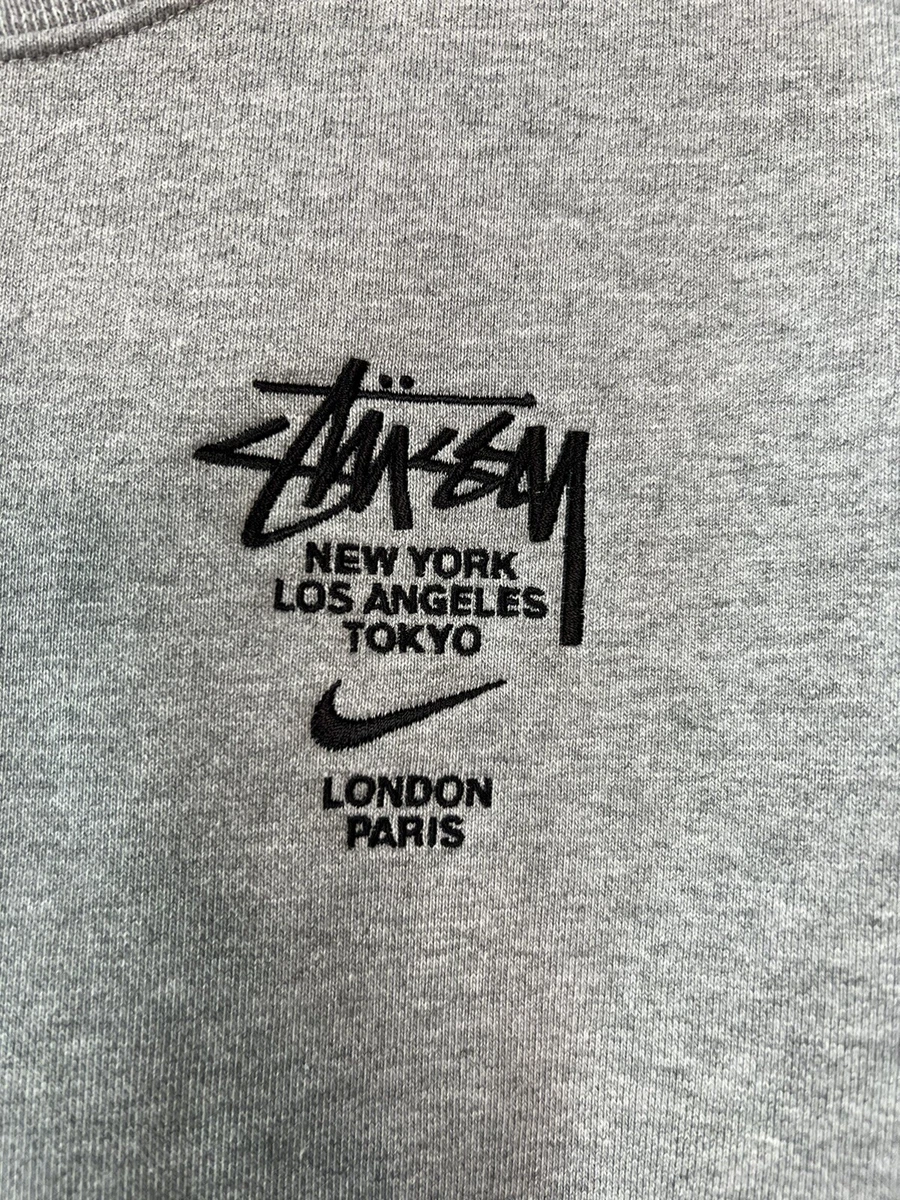 Stüssy
NEW YORK
LOS ANGELES
TOKYO
LONDON
PARIS